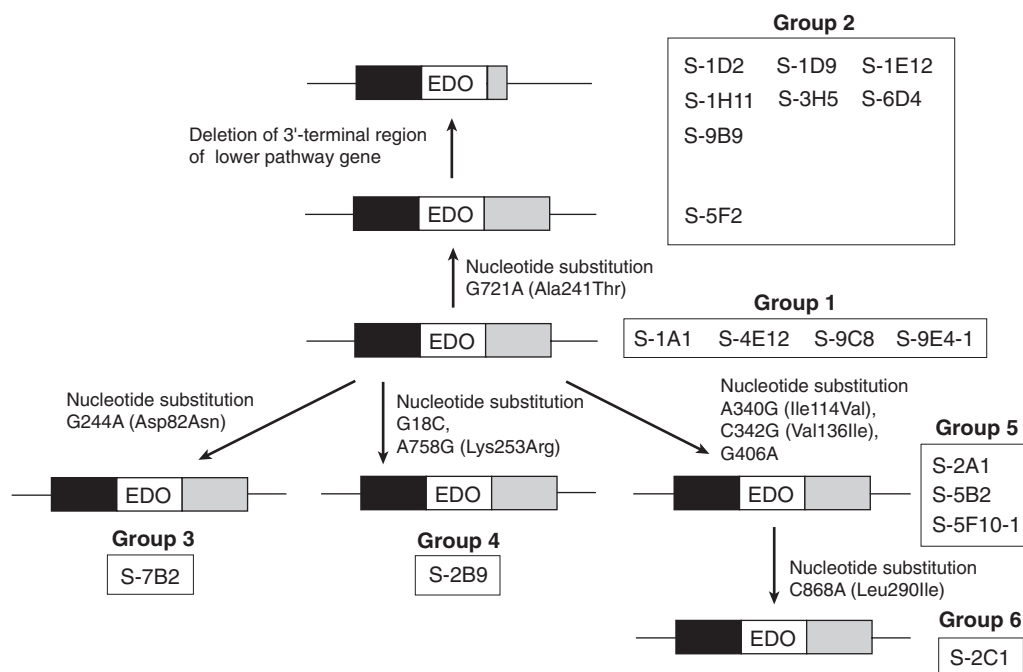 Group 2
S-1D2 S-1D9 S-1E12
S-1H11 S-3H5 S-6D4
S-9B9
S-5F2
EDO
Deletion of 3'-terminal region
of lower pathway gene
EDO
Nucleotide substitution
G721A (Ala241Thr)
Group 1
S-1A1 S-4E12 S-9C8 S-9E4-1
EDO
Nucleotide substitution
G244A (Asp82Asn)
Nucleotide substitution
G18C,
A758G (Lys253Arg)
Nucleotide substitution
A340G (Ile114Val),
C342G (Val136Ile),
G406A
Group 5
S-2A1
S-5B2
S-5F10-1
EDO
Group 3
S-7B2
EDO
Group 4
S-2B9
EDO
Nucleotide substitution
C868A (Leu290Ile)
Group 6
S-2C1
EDO